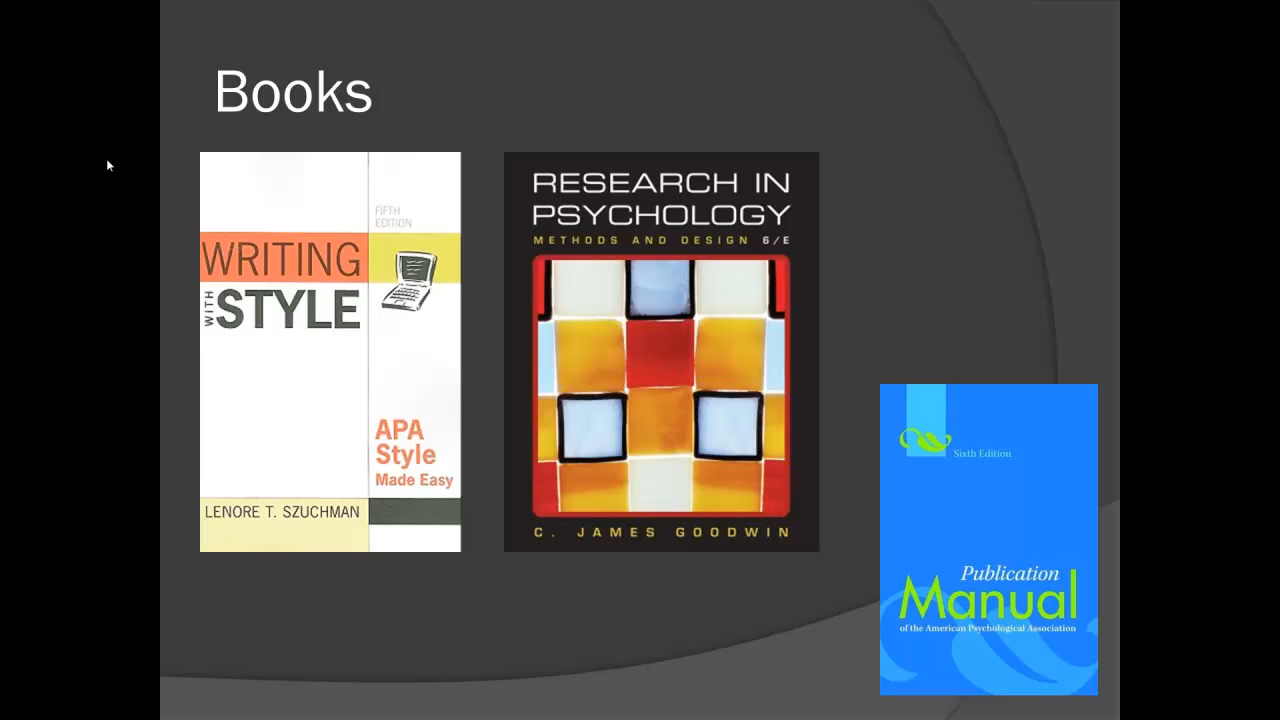 Books
FIFTH
EDITION
WRITING
WITH STYLE
APA
Style
Made Easy
LENORE T. SZUCHMAN
RESEARCH IN
PSYCHOLOGY
METHODS AND DESIGN 6/E
C. JAMES GOODWIN
Sixth Edition
Publication
Manual
of the American Psychological Association